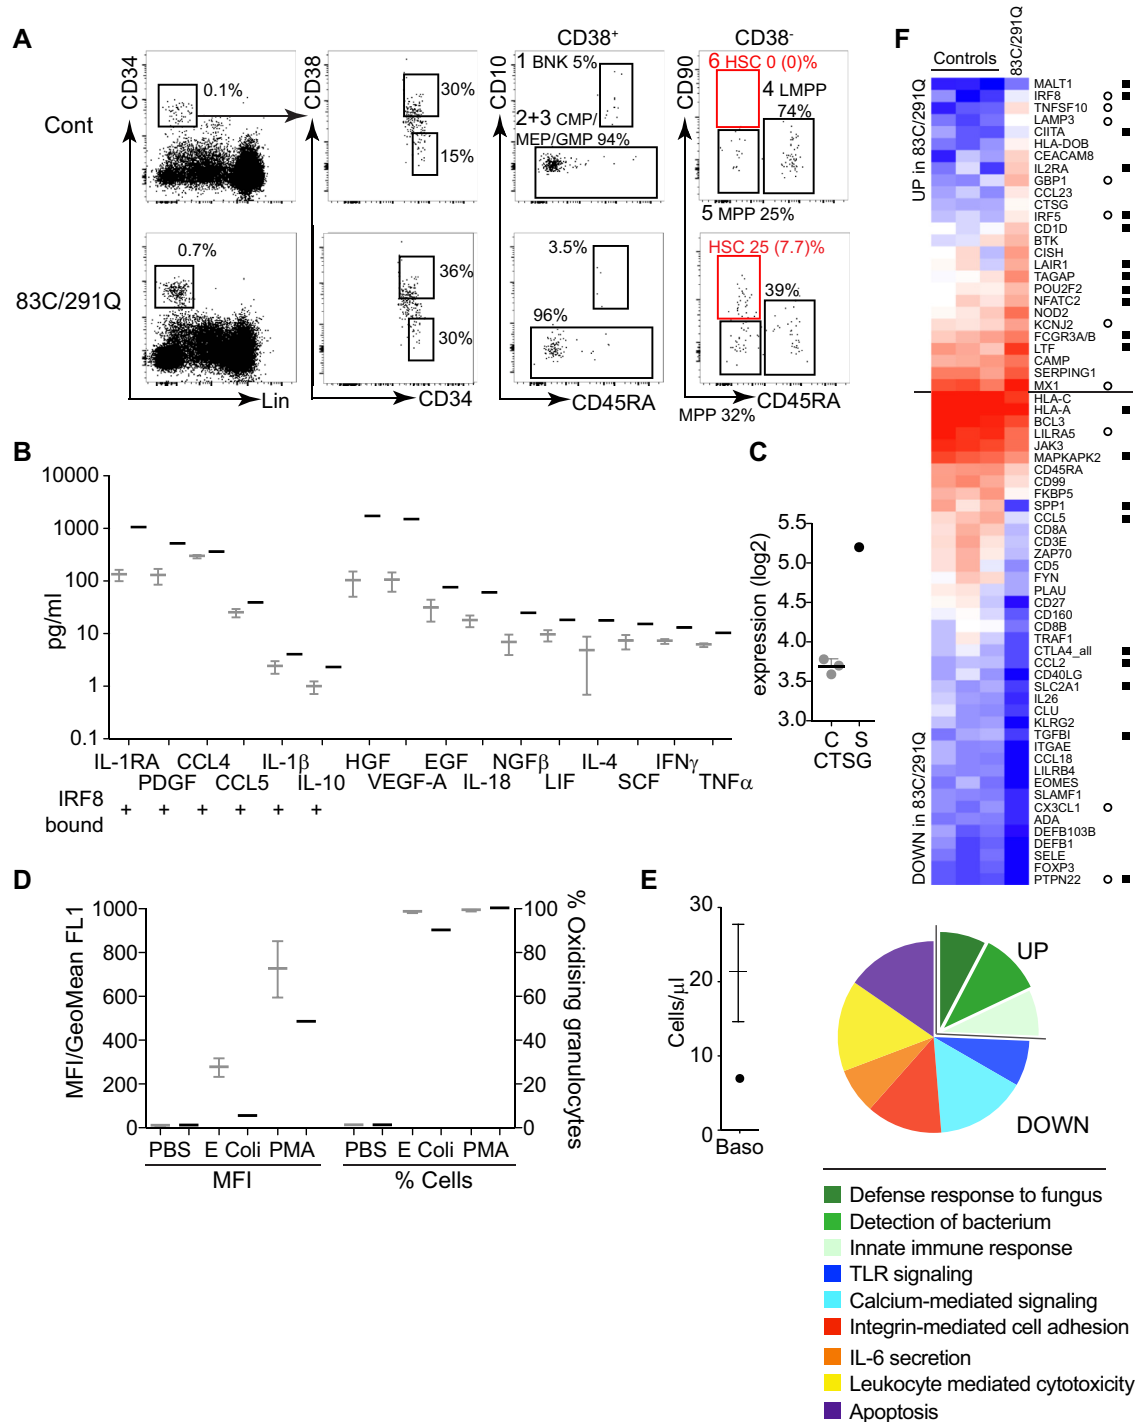 A
CD38+
CD38-
CD34
CD38
CD10
CD90
Cont
0.1%
30%
15%
1 BNK 5%
2+3 CMP/
MEP/GMP 94%
6 HSC 0 (0)%
4 LMPP
74%
5 MPP 25%
83C/291Q
0.7%
36%
30%
3.5%
96%
HSC 25 (7.7)%
39%
MPP 32%
Lin
CD34
CD45RA
CD45RA
B
pg/ml
10000
1000
100
10
1
0.1
IL-1RA
PDGF
CCL4
CCL5
IL-1β
IL-10
HGF
VEGF-A
EGF
IL-18
NGFβ
LIF
IL-4
SCF
IFNγ
TNFα
IRF8
bound
+ + + + + +
C
expression (log2)
5.5
5.0
4.5
4.0
3.5
3.0
C S
CTSG
D
MFI/GeoMean FL1
1000
800
600
400
200
0
% Oxidising granulocytes
100
80
60
40
20
0
PBS E Coli PMA
MFI
PBS E Coli PMA
% Cells
E
Cells/µl
30
20
10
0
Baso
UP
DOWN
Defense response to fungus
Detection of bacterium
Innate immune response
TLR signaling
Calcium-mediated signaling
Integrin-mediated cell adhesion
IL-6 secretion
Leukocyte mediated cytotoxicity
Apoptosis
F
Controls
83C/291Q
UP in 83C/291Q
DOWN in 83C/291Q
MALT1
IRF8
TNFSF10
LAMP3
CIITA
HLA-DOB
CEACAM8
IL2RA
GBP1
CCL23
CTSG
IRF5
CD1D
BTK
CISH
LAIR1
TAGAP
POU2F2
NFATC2
NOD2
KCNJ2
FCGR3A/B
LTF
CAMP
SERPING1
MX1
HLA-C
HLA-A
BCL3
LILRA5
JAK3
MAPKAPK2
CD45RA
CD99
FKBP5
SPP1
CCL5
CD8A
CD3E
ZAP70
CD5
FYN
PLAU
CD27
CD160
CD8B
TRAF1
CTLA4_all
CCL2
CD40LG
SLC2A1
IL26
CLU
KLRG2
TGFBI
ITGAE
CCL18
LILRB4
EOMES
SLAMF1
CX3CL1
ADA
DEFB103B
DEFB1
SELE
FOXP3
PTPN22